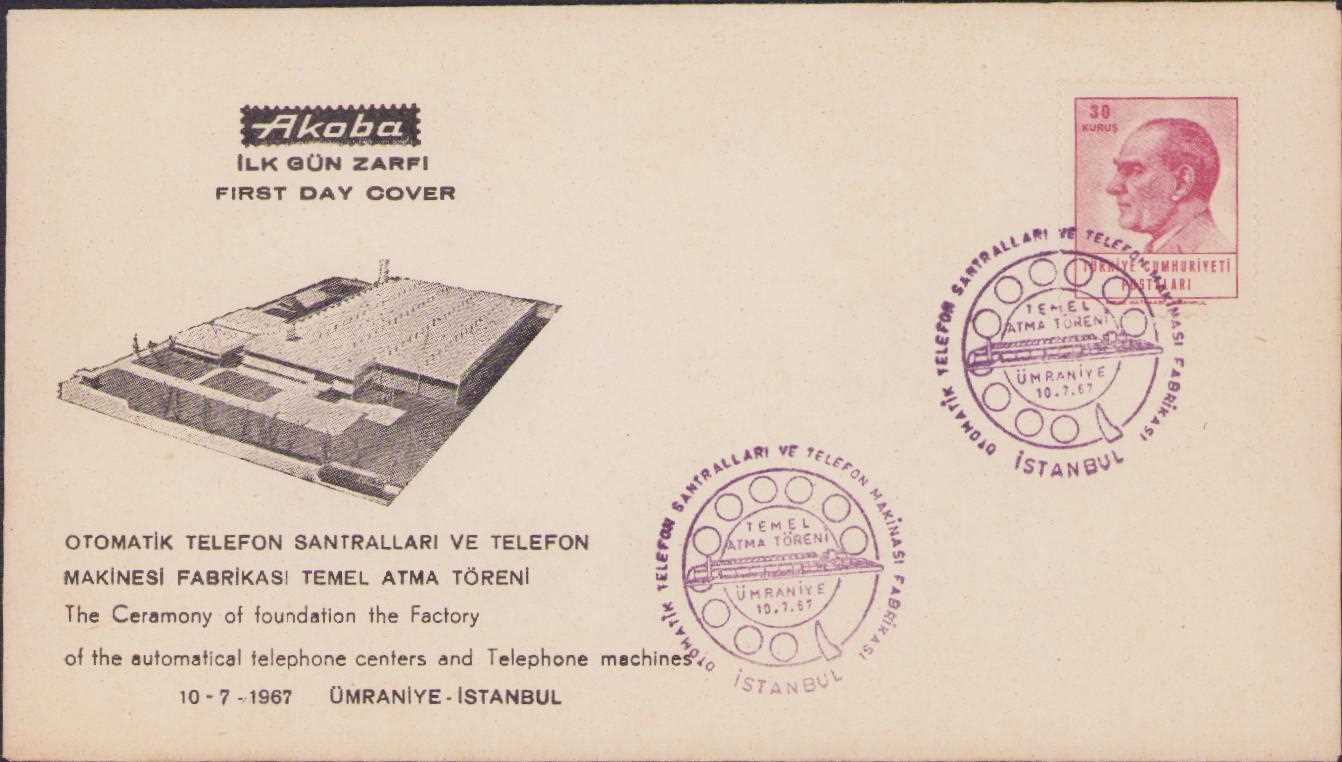 Akoba
İLK GÜN ZARFI
FIRST DAY COVER
30
KURUŞ
TÜRKİYE CUMHURİYETİ
POSTALARI
OTOMATİK TELEFON SANTRALLARI VE TELEFON MAKİNASI FABRİKASI
TEMEL
ATMA TÖRENİ
ÜMRANİYE
10.7.67
İSTANBUL
OTOMATİK TELEFON SANTRALLARI VE TELEFON MAKİNASI FABRİKASI
TEMEL
ATMA TÖRENİ
ÜMRANİYE
10.7.67
İSTANBUL
OTOMATİK TELEFON SANTRALLARI VE TELEFON
MAKİNESİ FABRİKASI TEMEL ATMA TÖRENİ
The Ceramony of foundation the Factory
of the automatical telephone centers and Telephone machines
10-7-1967 ÜMRANİYE-İSTANBUL